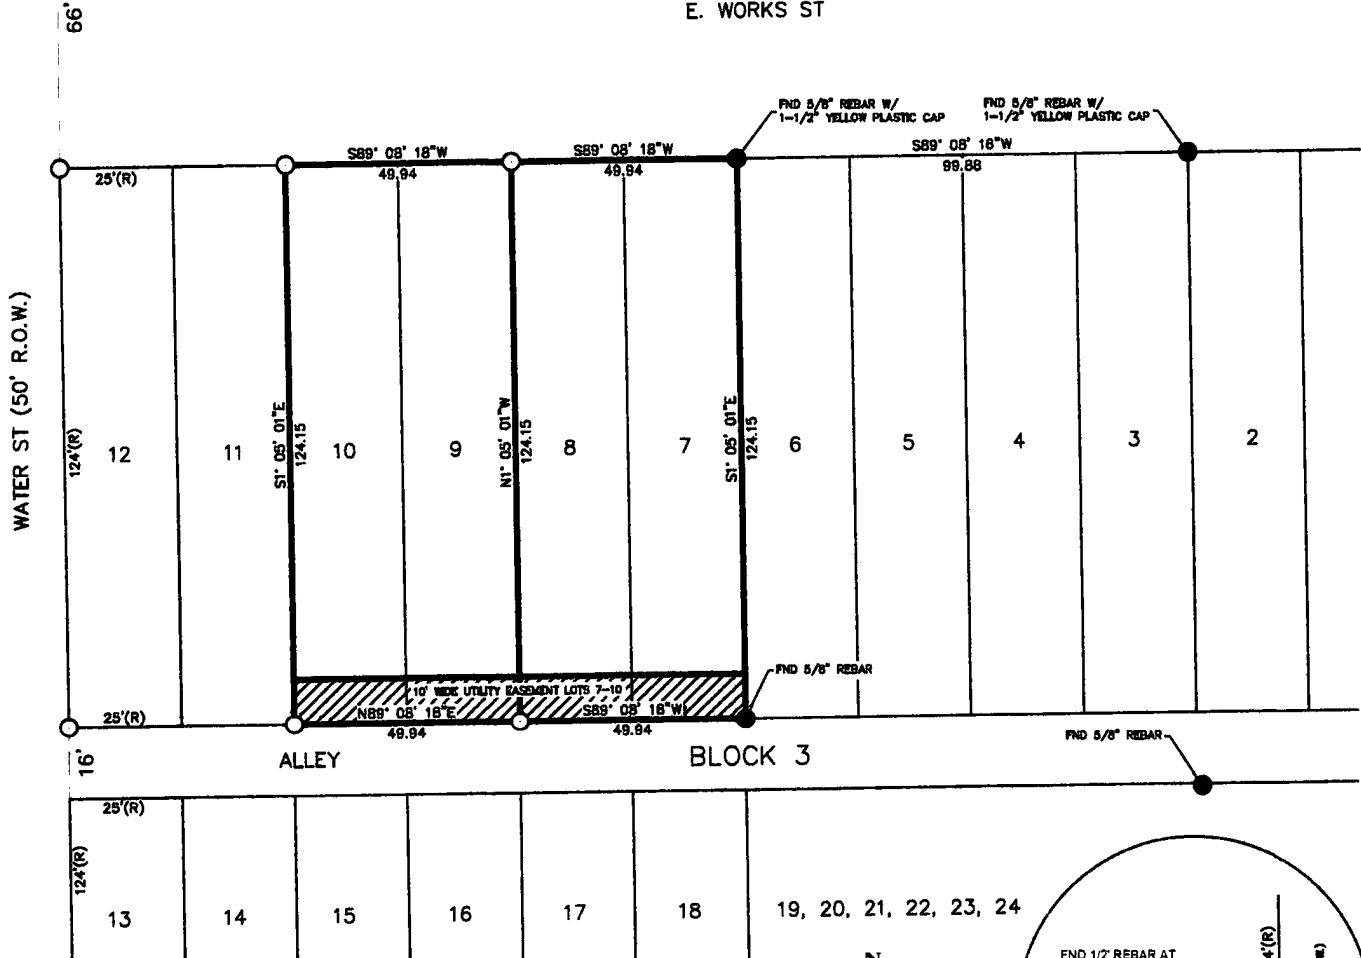 66'
E. WORKS ST
FND 5/8" REBAR W/
1-1/2" YELLOW PLASTIC CAP
FND 5/8" REBAR W/
1-1/2" YELLOW PLASTIC CAP
S89° 08' 18"W
49.94
S89° 08' 18"W
49.94
S89° 08' 16"W
99.88
25'(R)
WATER ST (50' R.O.W.)
124'(R)
12
11
S1° 05' 01"E
124.15
10
9
N1° 05' 01"W
124.15
8
7
S1° 05' 01"E
124.15
6
5
4
3
2
10' WIDE UTILITY EASEMENT LOTS 7-10
FND 5/8" REBAR
25'(R)
N89° 08' 18"E
49.94
S89° 08' 18"W
49.94
16'
ALLEY
BLOCK 3
FND 5/8" REBAR
25'(R)
124'(R)
13
14
15
16
17
18
19, 20, 21, 22, 23, 24
N
FND 1/2" REBAR AT
4'(R)